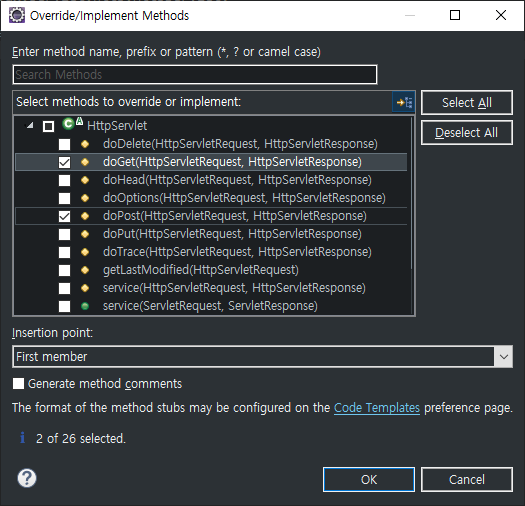 Override/Implement Methods
Enter method name, prefix or pattern (*, ? or camel case)
Search Methods
Select methods to override or implement:
Select All
Deselect All
HttpServlet
doDelete(HttpServletRequest, HttpServletResponse)
doGet(HttpServletRequest, HttpServletResponse)
doHead(HttpServletRequest, HttpServletResponse)
doOptions(HttpServletRequest, HttpServletResponse)
doPost(HttpServletRequest, HttpServletResponse)
doPut(HttpServletRequest, HttpServletResponse)
doTrace(HttpServletRequest, HttpServletResponse)
getLastModified(HttpServletRequest)
service(HttpServletRequest, HttpServletResponse)
service(ServletRequest, ServletResponse)
Insertion point:
First member
Generate method comments
The format of the method stubs may be configured on the Code Templates preference page.
2 of 26 selected.
OK
Cancel